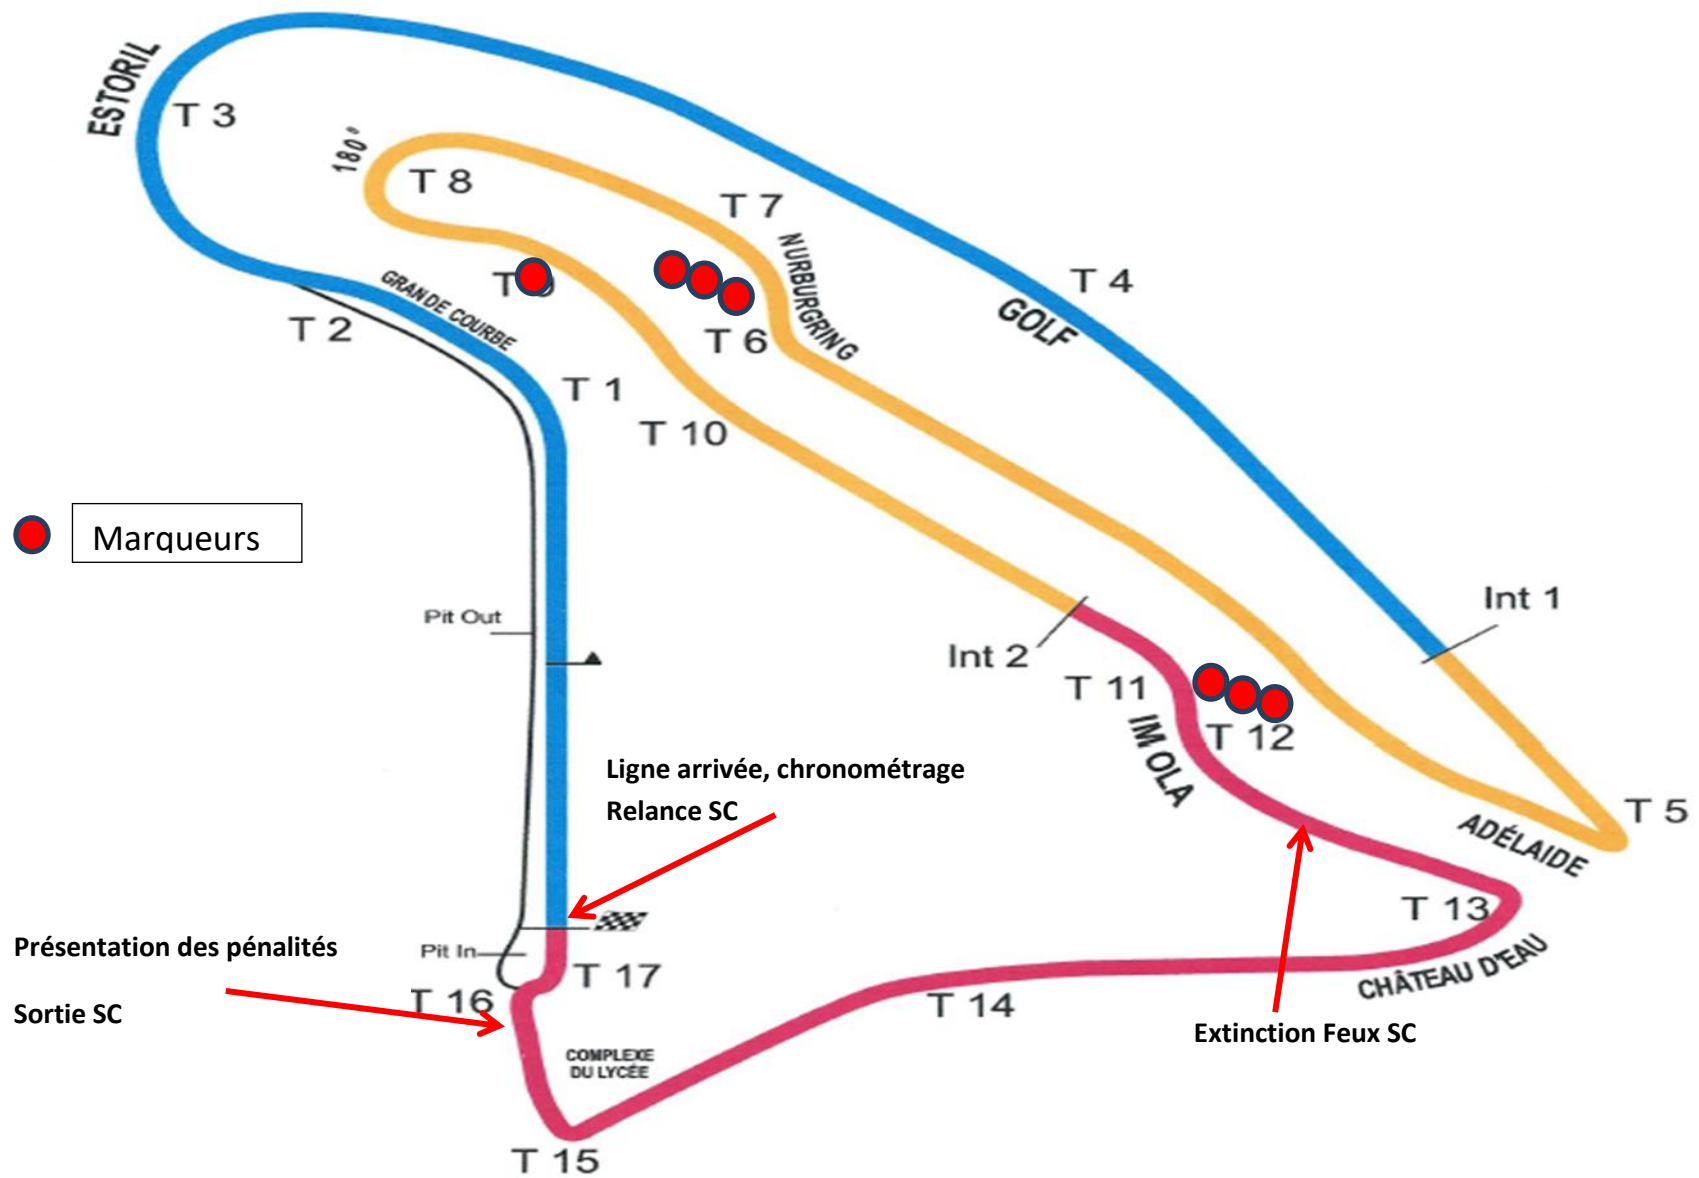 ESTORIL
T 3
180°
T 8
T 7
NURBURGRING
T 4
GOLF
T 9
T 6
GRANDE COURBE
T 2
T 1
T 10
Marqueurs
Int 1
Pit Out
Int 2
T 11
T 12
IMOLA
T 5
ADÉLAIDE
Ligne arrivée, chronométrage
Relance SC
T 13
CHÂTEAU D'EAU
Présentation des pénalités
Sortie SC
Pit In
T 17
T 16
T 14
Extinction Feux SC
COMPLEXE
DU LYCÉE
T 15